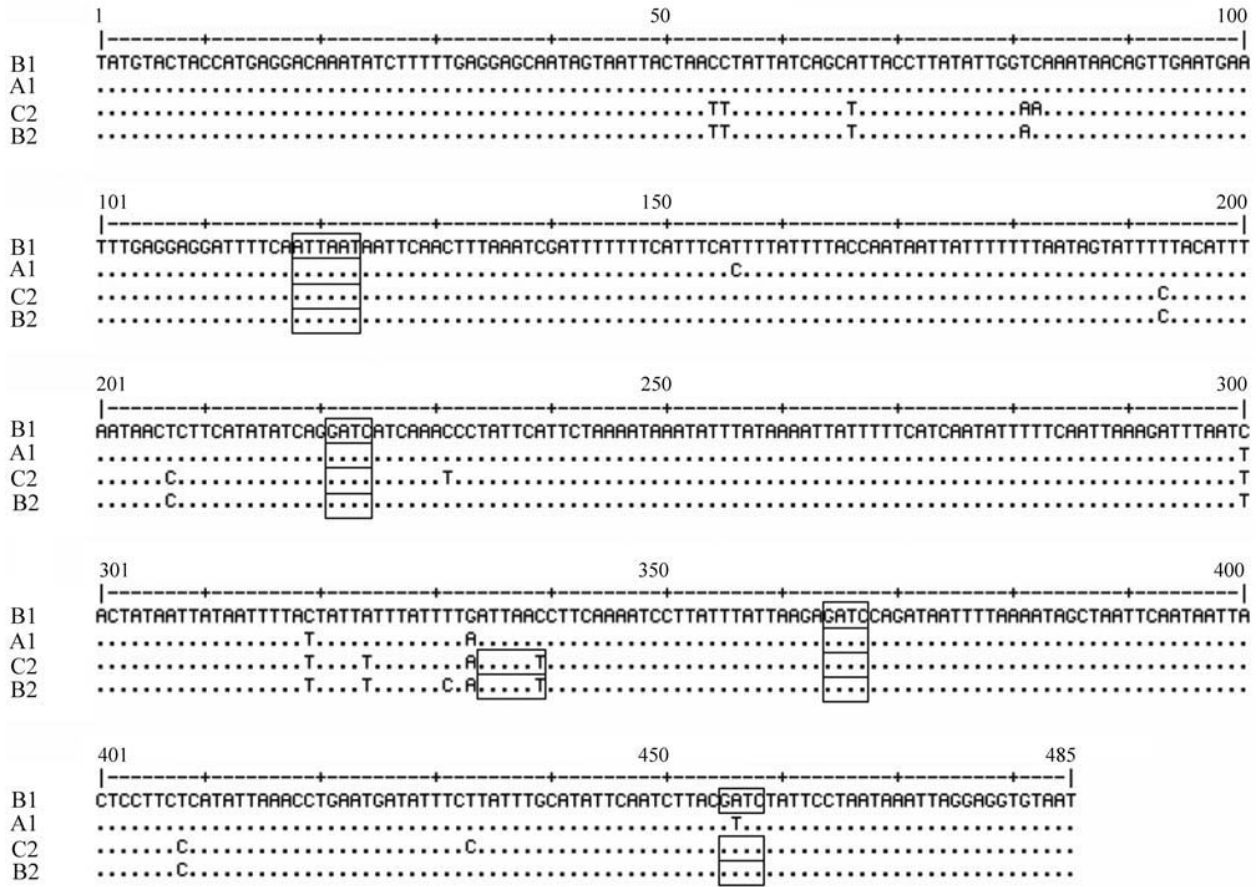 1 50 100
|--------+---------+---------+---------+---------+---------+---------+---------+---------+---------|
B1 TATGTACTACCATGAGGACAAATATCTTTTTGAGGAGCAATAGTAATTACTAACCTATTATCAGCATTACCTTATATTGGTCAAATAACAGTTGAATGAA
A1 ....................................................................................................
C2 .....................................................TT..........T..............AA..................
B2 .....................................................TT..........T..............A...................
101 150 200
|--------+---------+---------+---------+---------+---------+---------+---------+---------+---------|
B1 TTTGAGGAGGATTTTCAATTAATAATTCAACTTTAAATCGATTTTTTTCATTTCATTTTATTTTACCAATAATTATTTTTTTAATAGTATTTTTACATTT
A1 .......................................................C............................................
C2 ............................................................................................C.......
B2 ............................................................................................C.......
201 250 300
|--------+---------+---------+---------+---------+---------+---------+---------+---------+---------|
B1 AATAACTCTTCATATATCAGGATCATCAAACCCTATTCATTCTAAAATAAATATTTATAAAATTATTTTTCATCAATATTTTTCAATTAAAGATTTAATC
A1 ...................................................................................................T
C2 ......C.......................T....................................................................T
B2 ......C............................................................................................T
301 350 400
|--------+---------+---------+---------+---------+---------+---------+---------+---------+---------|
B1 ACTATAATTATAATTTTACTATTATTTATTTTGATTAACCTTCAAAATCCTTATTTATTAAGAGATCCAGATAATTTTAAAATAGCTAATTCAATAATTA
A1 ..................T.............A...................................................................
C2 ..................T....T........A.....T.............................................................
B2 ..................T....T......C.A.....T.............................................................
401 450 485
|--------+---------+---------+---------+---------+---------+---------+---------+----|
B1 CTCCTTCTCATATTAAACCTGAATGATATTTCTTATTTGCATATTCAATCTTACGATCTATTCCTAATAAATTAGGAGGTGTAAT
A1 .......................................................T.............................
C2 .......C........................C....................................................
B2 .......C.............................................................................